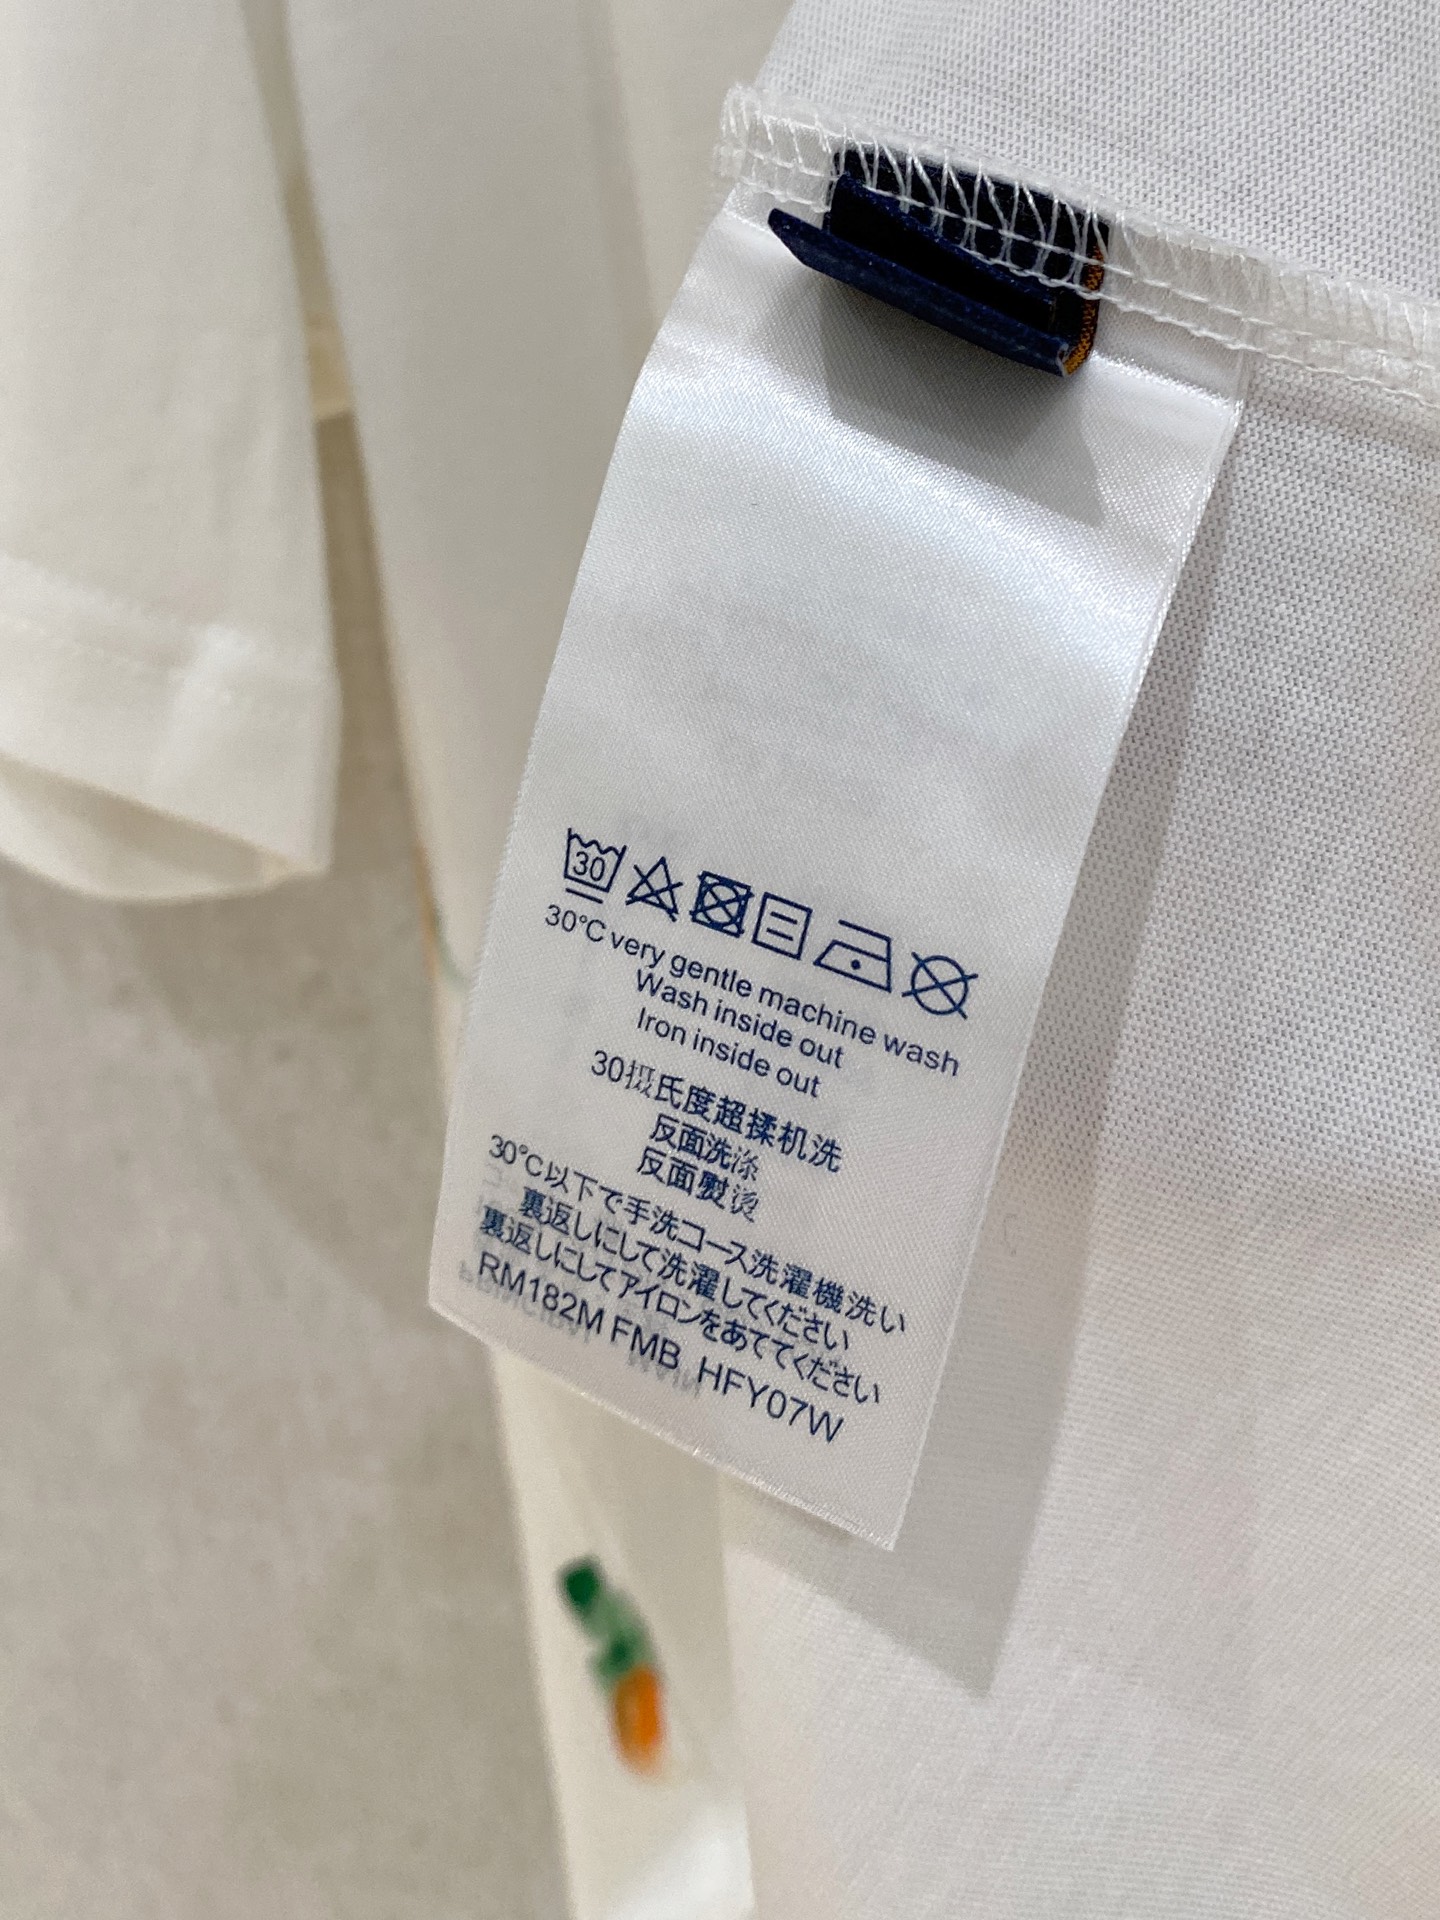 30
30°C very gentle machine wash
Wash inside out
Iron inside out
30摄氏度超揉机洗
反面洗涤
反面熨烫
30°C以下で手洗コース洗濯機洗い
裏返しにして洗濯してください
裏返しにしてアイロンをあててください
RM182M FMB HFY07W